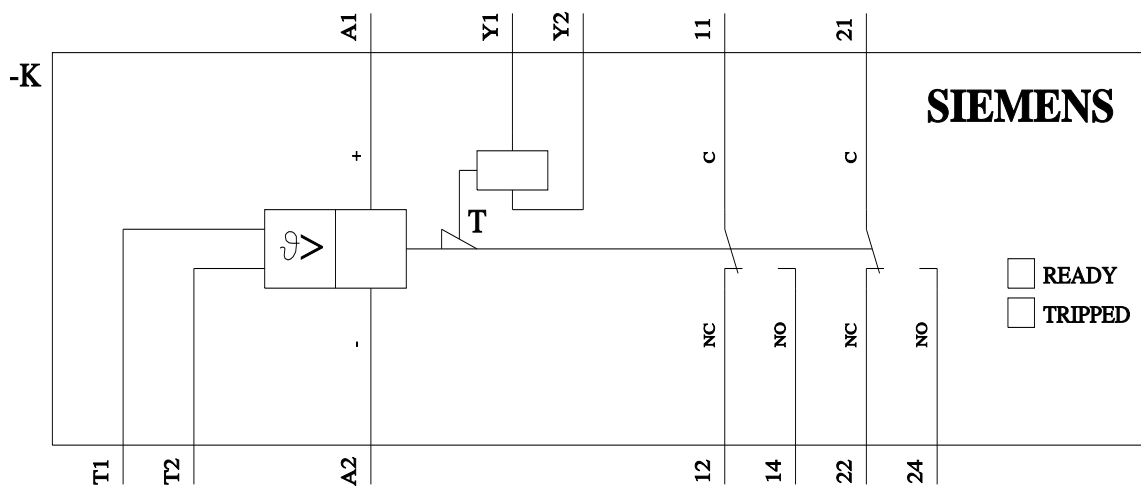 A1
Y1
Y2
11
21
-K
SIEMENS
+
C
C
T
ϑ>
READY
TRIPPED
-
NC
NO
NC
NO
T1
T2
A2
12
14
22
24